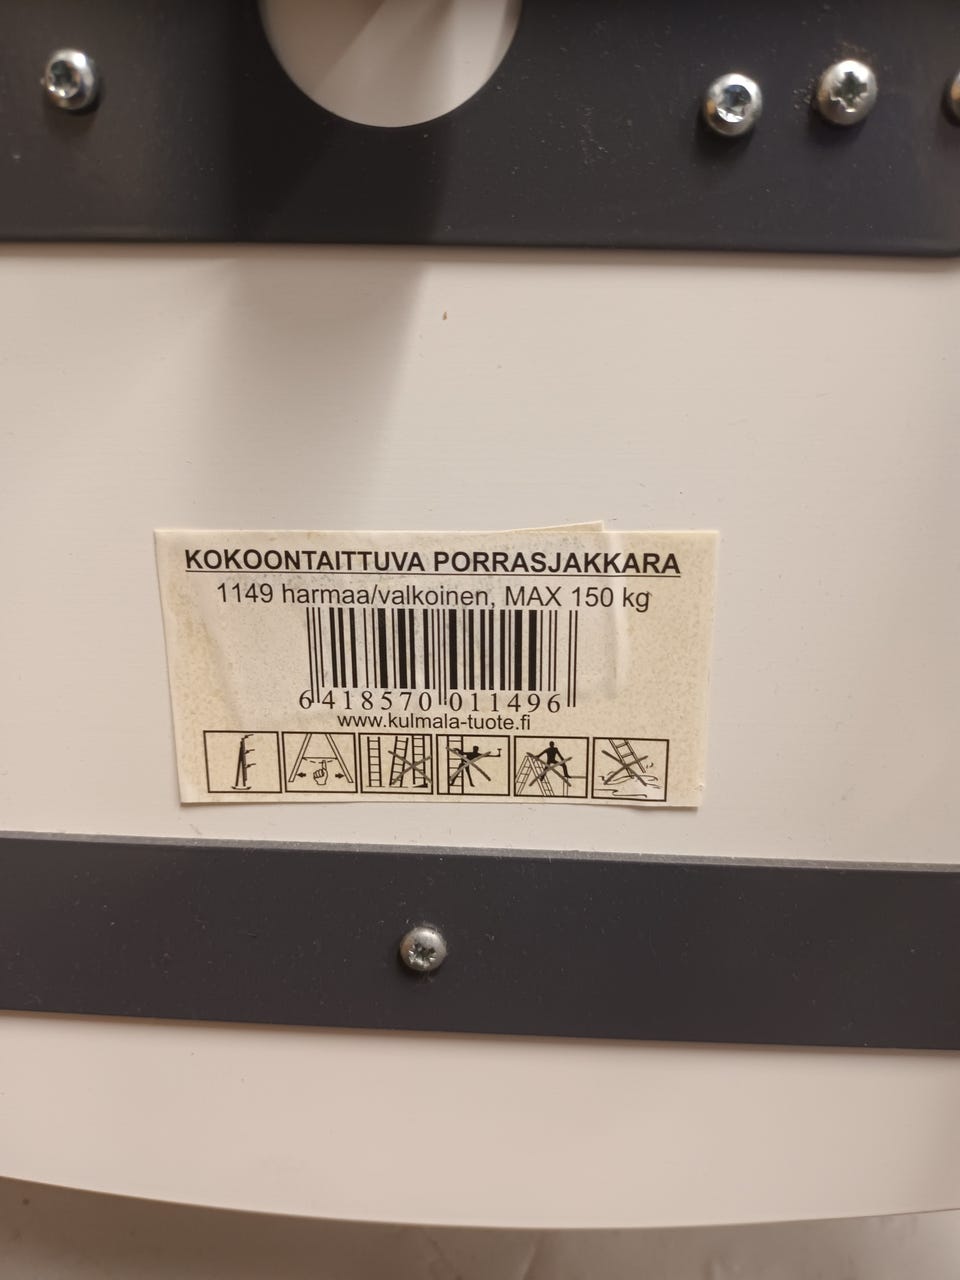 KOKOONTAITTUVA PORRASJAKKARA
1149 harmaa/valkoinen, MAX 150 kg
6 418570 011496
www.kulmala-tuote.fi